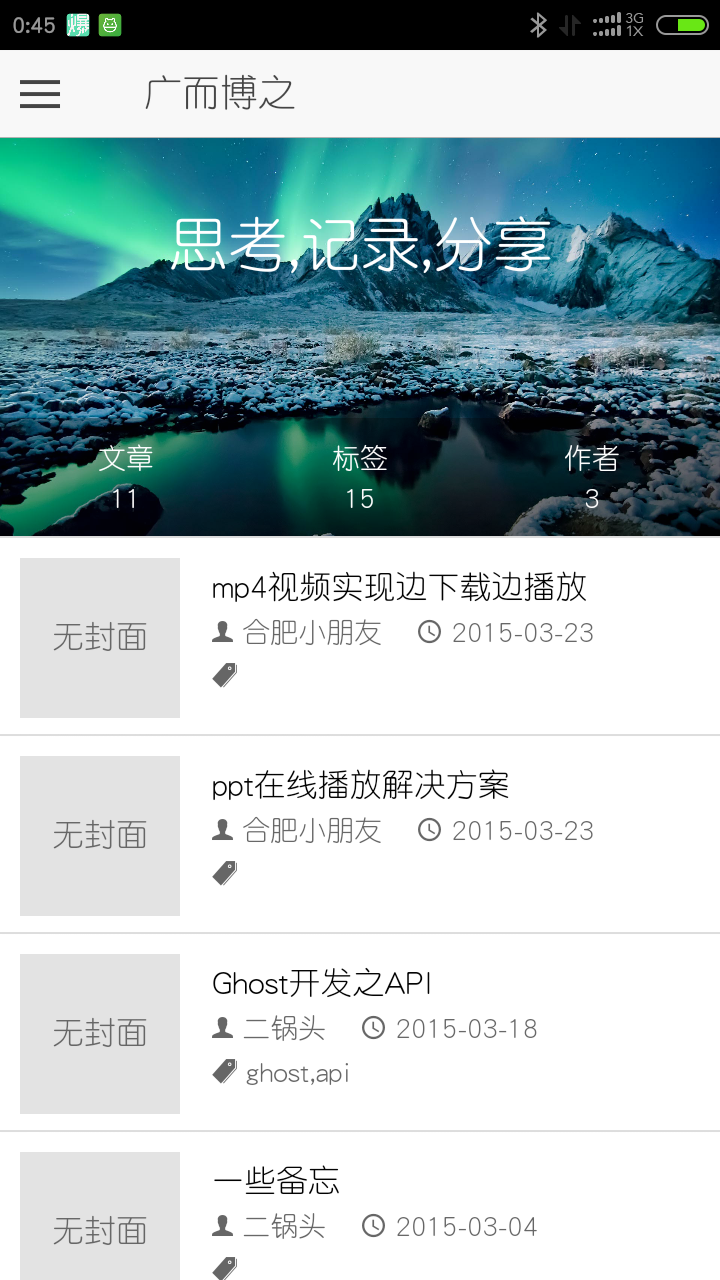 0:45 爆 3G 1X
广而博之
思考,记录,分享
文章 标签 作者
11 15 3
无封面
mp4视频实现边下载边播放
合肥小朋友 2015-03-23
无封面
ppt在线播放解决方案
合肥小朋友 2015-03-23
无封面
Ghost开发之API
二锅头 2015-03-18
ghost,api
无封面
一些备忘
二锅头 2015-03-04